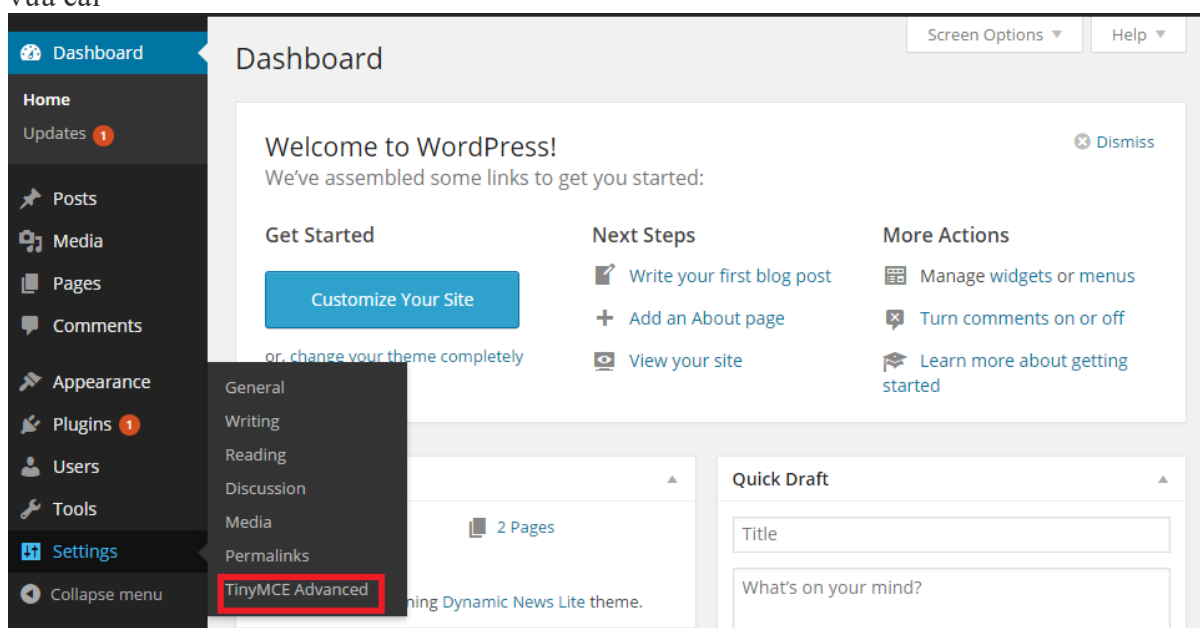 vừa cài
Dashboard
Home
Updates 1
Posts
Media
Pages
Comments
Appearance
Plugins 1
Users
Tools
Settings
Collapse menu
Screen Options
Help
Dashboard
Welcome to WordPress!
Dismiss
We've assembled some links to get you started:
Get Started
Customize Your Site
or, change your theme completely
Next Steps
Write your first blog post
Add an About page
View your site
More Actions
Manage widgets or menus
Turn comments on or off
Learn more about getting
started
General
Writing
Reading
Discussion
Media
Permalinks
TinyMCE Advanced
2 Pages
Dynamic News Lite theme.
Quick Draft
Title
What's on your mind?